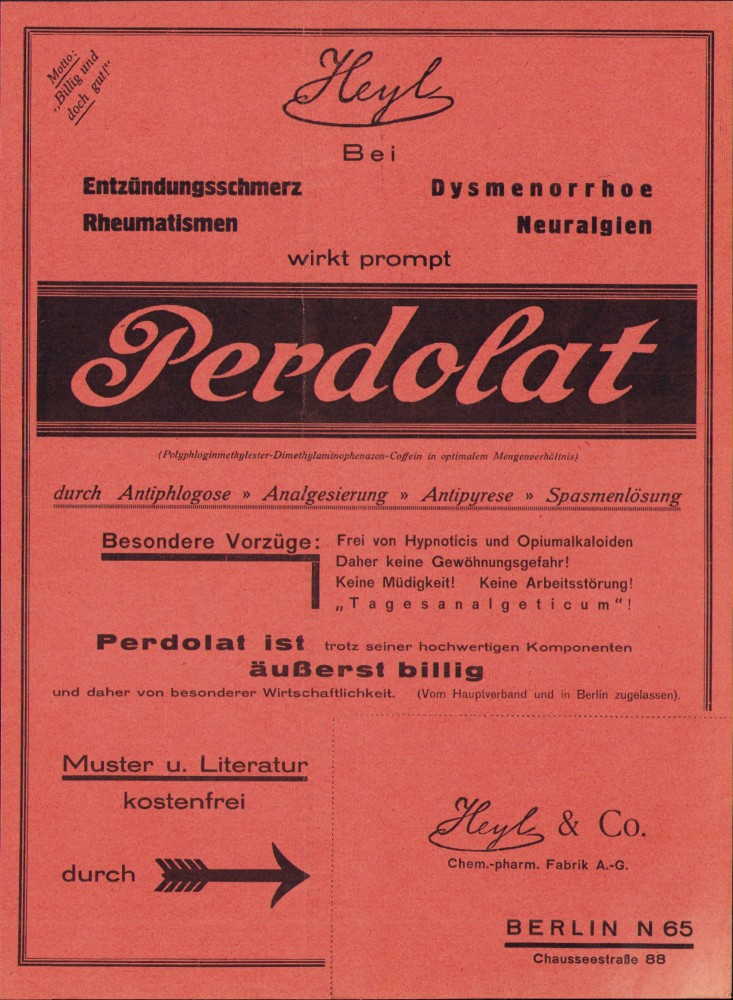 Motto:
„Billig und
doch gut!“
Heyl
Bei
Entzündungsschmerz Dysmenorrhoe
Rheumatismen Neuralgien
wirkt prompt
Perdolat
(Polyphloginmethylester-Dimethylaminophenazon-Coffein in optimalem Mengenverhältnis)
durch Antiphlogose » Analgesierung » Antipyrese » Spasmenlösung
Besondere Vorzüge: Frei von Hypnoticis und Opiumalkaloiden
Daher keine Gewöhnungsgefahr!
Keine Müdigkeit! Keine Arbeitsstörung!
„Tagesanalgeticum“!
Perdolat ist trotz seiner hochwertigen Komponenten
äußerst billig
und daher von besonderer Wirtschaftlichkeit. (Vom Hauptverband und in Berlin zugelassen).
Muster u. Literatur
kostenfrei
durch
Heyl & Co.
Chem.-pharm. Fabrik A.-G.
BERLIN N 65
Chausseestraße 88